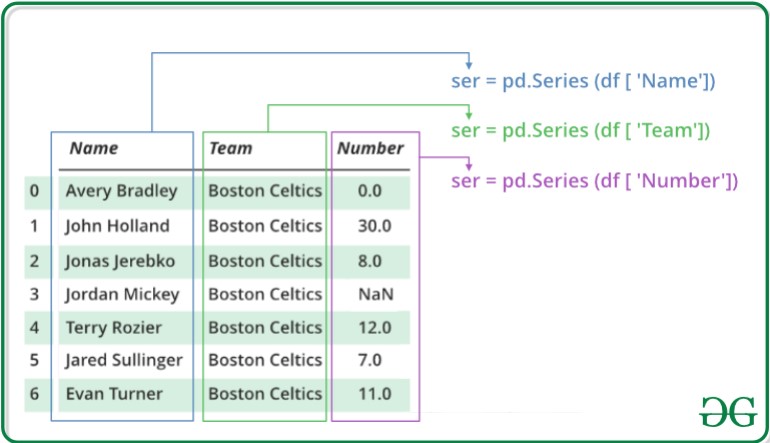 ser = pd.Series (df [ 'Name'])
ser = pd.Series (df [ 'Team'])
Name Team Number
ser = pd.Series (df [ 'Number'])
0 Avery Bradley Boston Celtics 0.0
1 John Holland Boston Celtics 30.0
2 Jonas Jerebko Boston Celtics 8.0
3 Jordan Mickey Boston Celtics NaN
4 Terry Rozier Boston Celtics 12.0
5 Jared Sullinger Boston Celtics 7.0
6 Evan Turner Boston Celtics 11.0